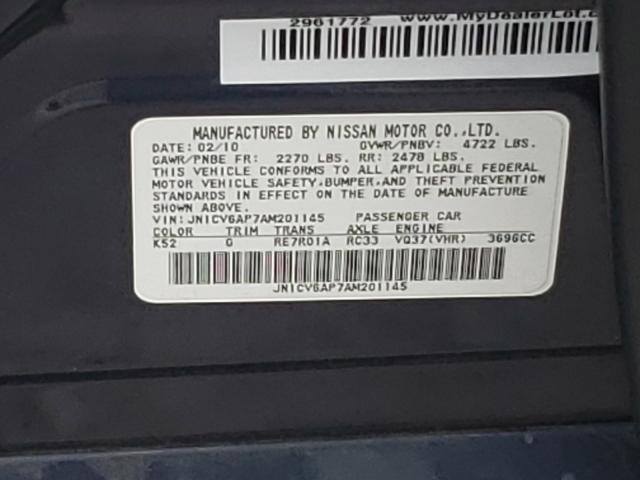 2961772 www.MyDealerLot.c
MANUFACTURED BY NISSAN MOTOR CO.,LTD.
DATE: 02/10 GVWR/PNBV: 4722 LBS.
GAWR/PNBE FR: 2270 LBS. RR: 2478 LBS.
THIS VEHICLE CONFORMS TO ALL APPLICABLE FEDERAL
MOTOR VEHICLE SAFETY,BUMPER,AND THEFT PREVENTION
STANDARDS IN EFFECT ON THE DATE OF MANUFACTURE
SHOWN ABOVE.
VIN: JN1CV6AP7AM201145 PASSENGER CAR
COLOR TRIM TRANS AXLE ENGINE
K52 G RE7R01A RC33 VQ37(VHR) 3696CC
JN1CV6AP7AM201145